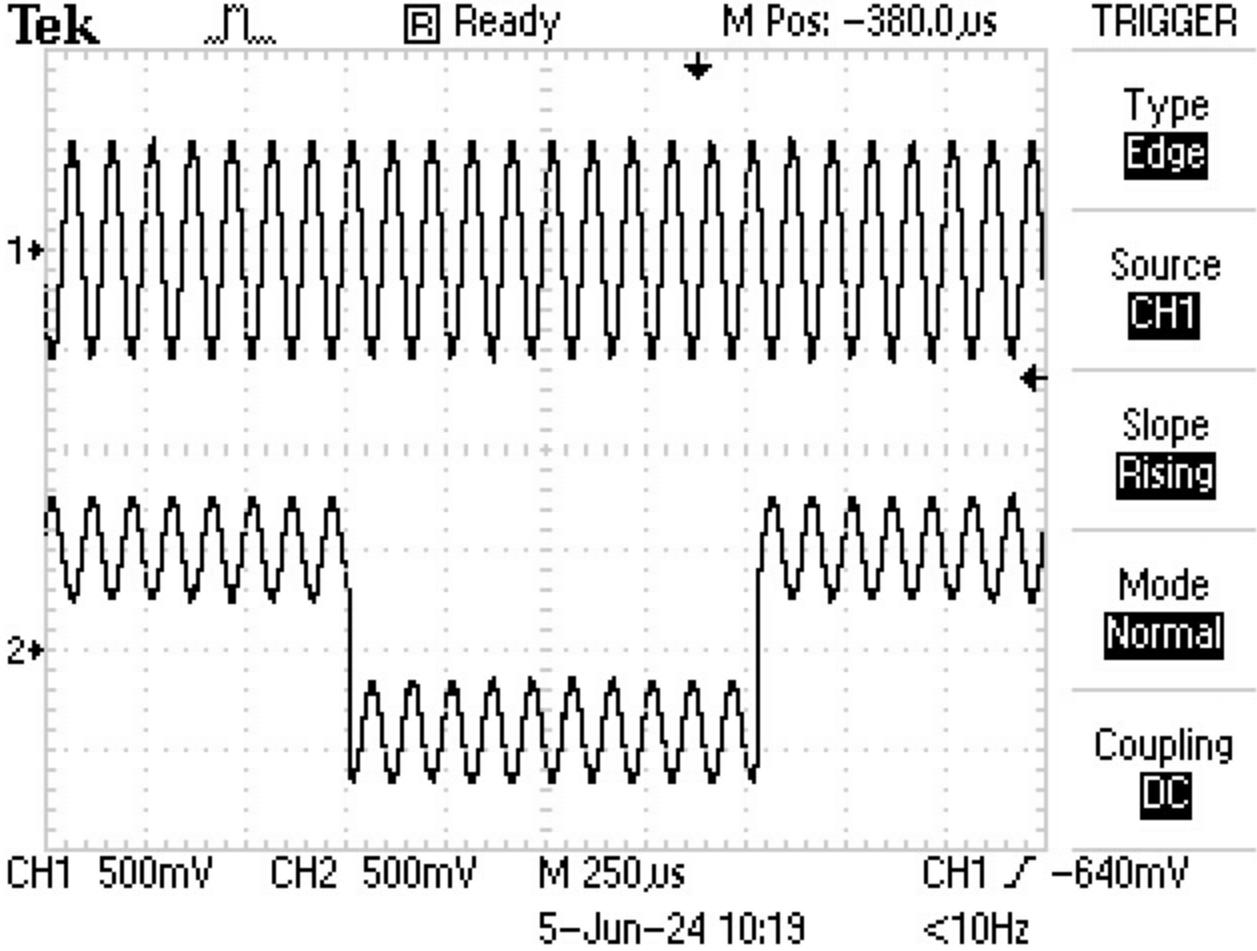 Tek R Ready M Pos: -380.0µs TRIGGER
Type
Edge
1
Source
CH1
Slope
Rising
Mode
Normal
2
Coupling
DC
CH1 500mV CH2 500mV M 250µs CH1 -640mV
5-Jun-24 10:19 <10Hz